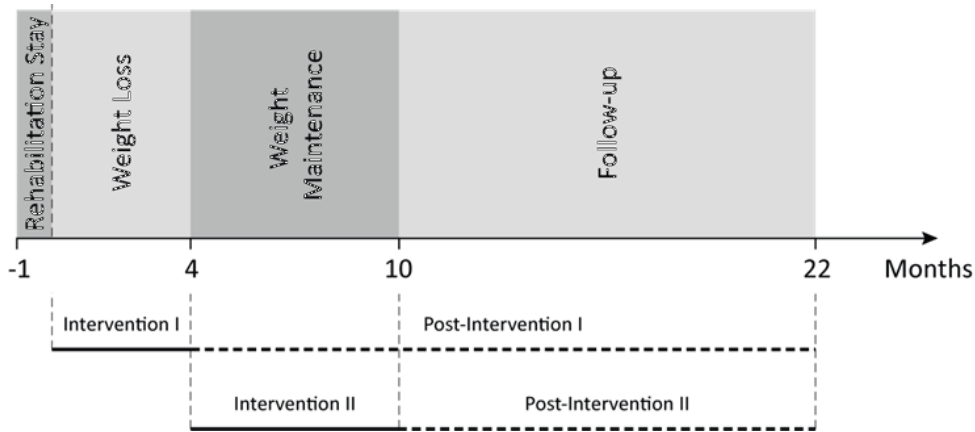 Rehabilitation Stay
Weight Loss
Weight
Maintenance
Follow-up
-1
4
10
22
Months
Intervention I
Post-Intervention I
Intervention II
Post-Intervention II